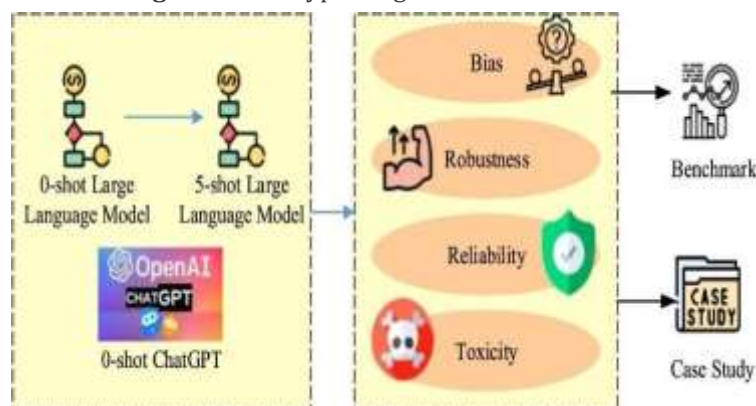 0-shot Large
Language Model
5-shot Large
Language Model
OpenAI
CHATGPT
0-shot ChatGPT
Bias
Robustness
Reliability
Toxicity
Benchmark
CASE
STUDY
Case Study